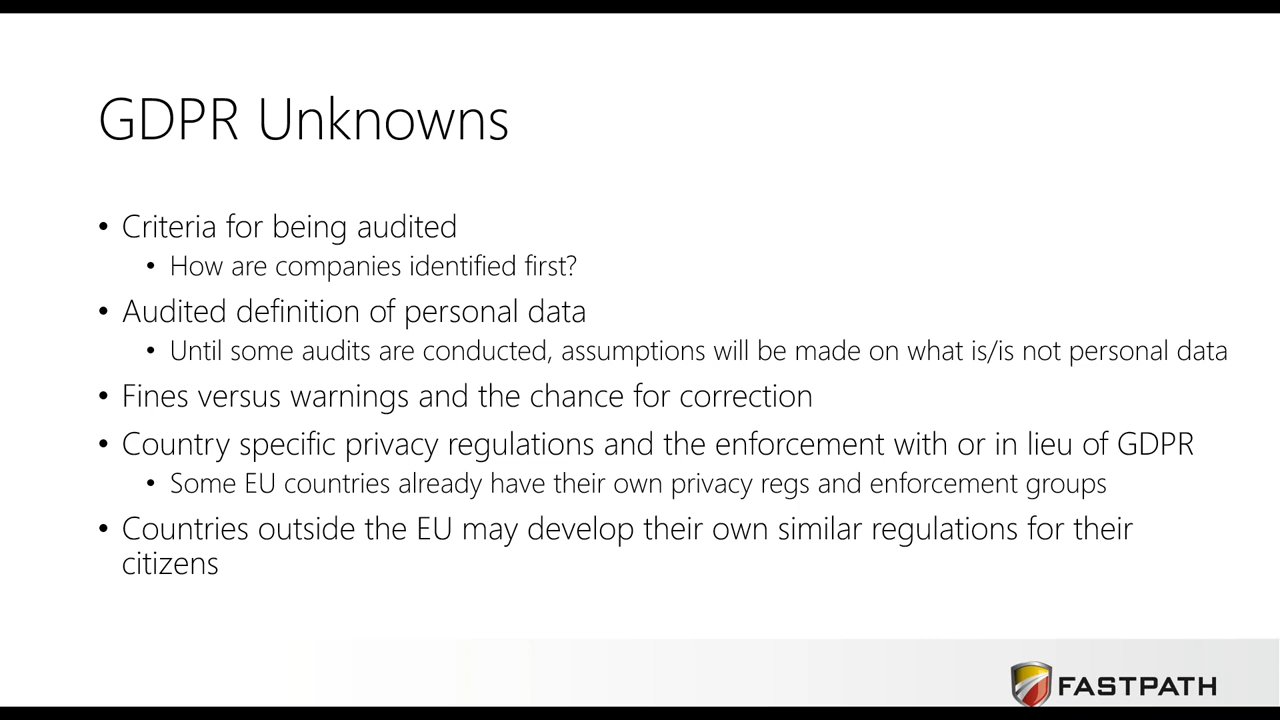 GDPR Unknowns
• Criteria for being audited
• How are companies identified first?
• Audited definition of personal data
• Until some audits are conducted, assumptions will be made on what is/is not personal data
• Fines versus warnings and the chance for correction
• Country specific privacy regulations and the enforcement with or in lieu of GDPR
• Some EU countries already have their own privacy regs and enforcement groups
• Countries outside the EU may develop their own similar regulations for their
citizens
FASTPATH